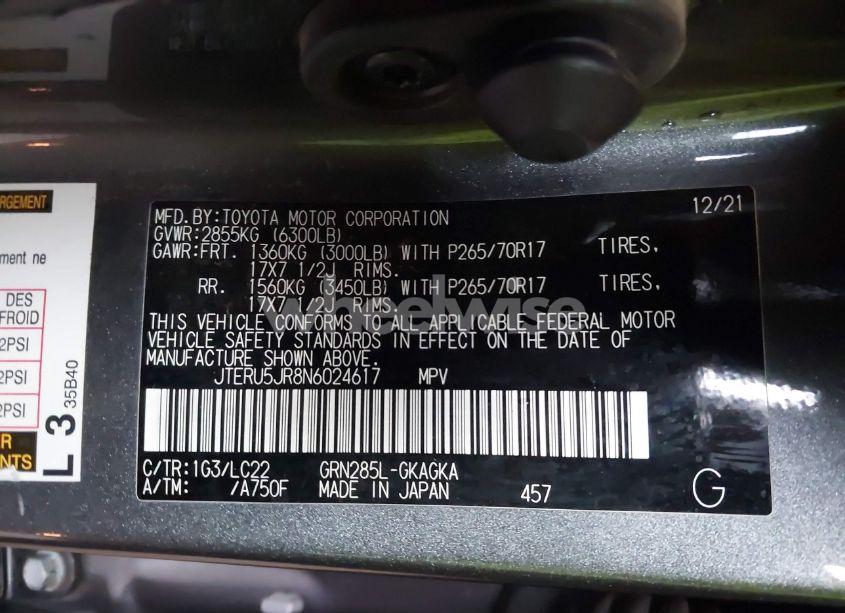 ARGEMENT
ement ne
DES
FROID
2PSI
2PSI
2PSI
R
NTS
L 3
35B40
MFD.BY:TOYOTA MOTOR CORPORATION 12/21
GVWR:2855KG (6300LB)
GAWR:FRT. 1360KG (3000LB) WITH P265/70R17 TIRES,
17X7 1/2J RIMS.
RR. 1560KG (3450LB) WITH P265/70R17 TIRES,
17X7 1/2J RIMS.
THIS VEHICLE CONFORMS TO ALL APPLICABLE FEDERAL MOTOR
VEHICLE SAFETY STANDARDS IN EFFECT ON THE DATE OF
MANUFACTURE SHOWN ABOVE.
JTERU5JR8N6024617 MPV
C/TR:1G3/LC22 GRN285L-GKAGKA
A/TM: /A750F MADE IN JAPAN 457 G
wheelwise